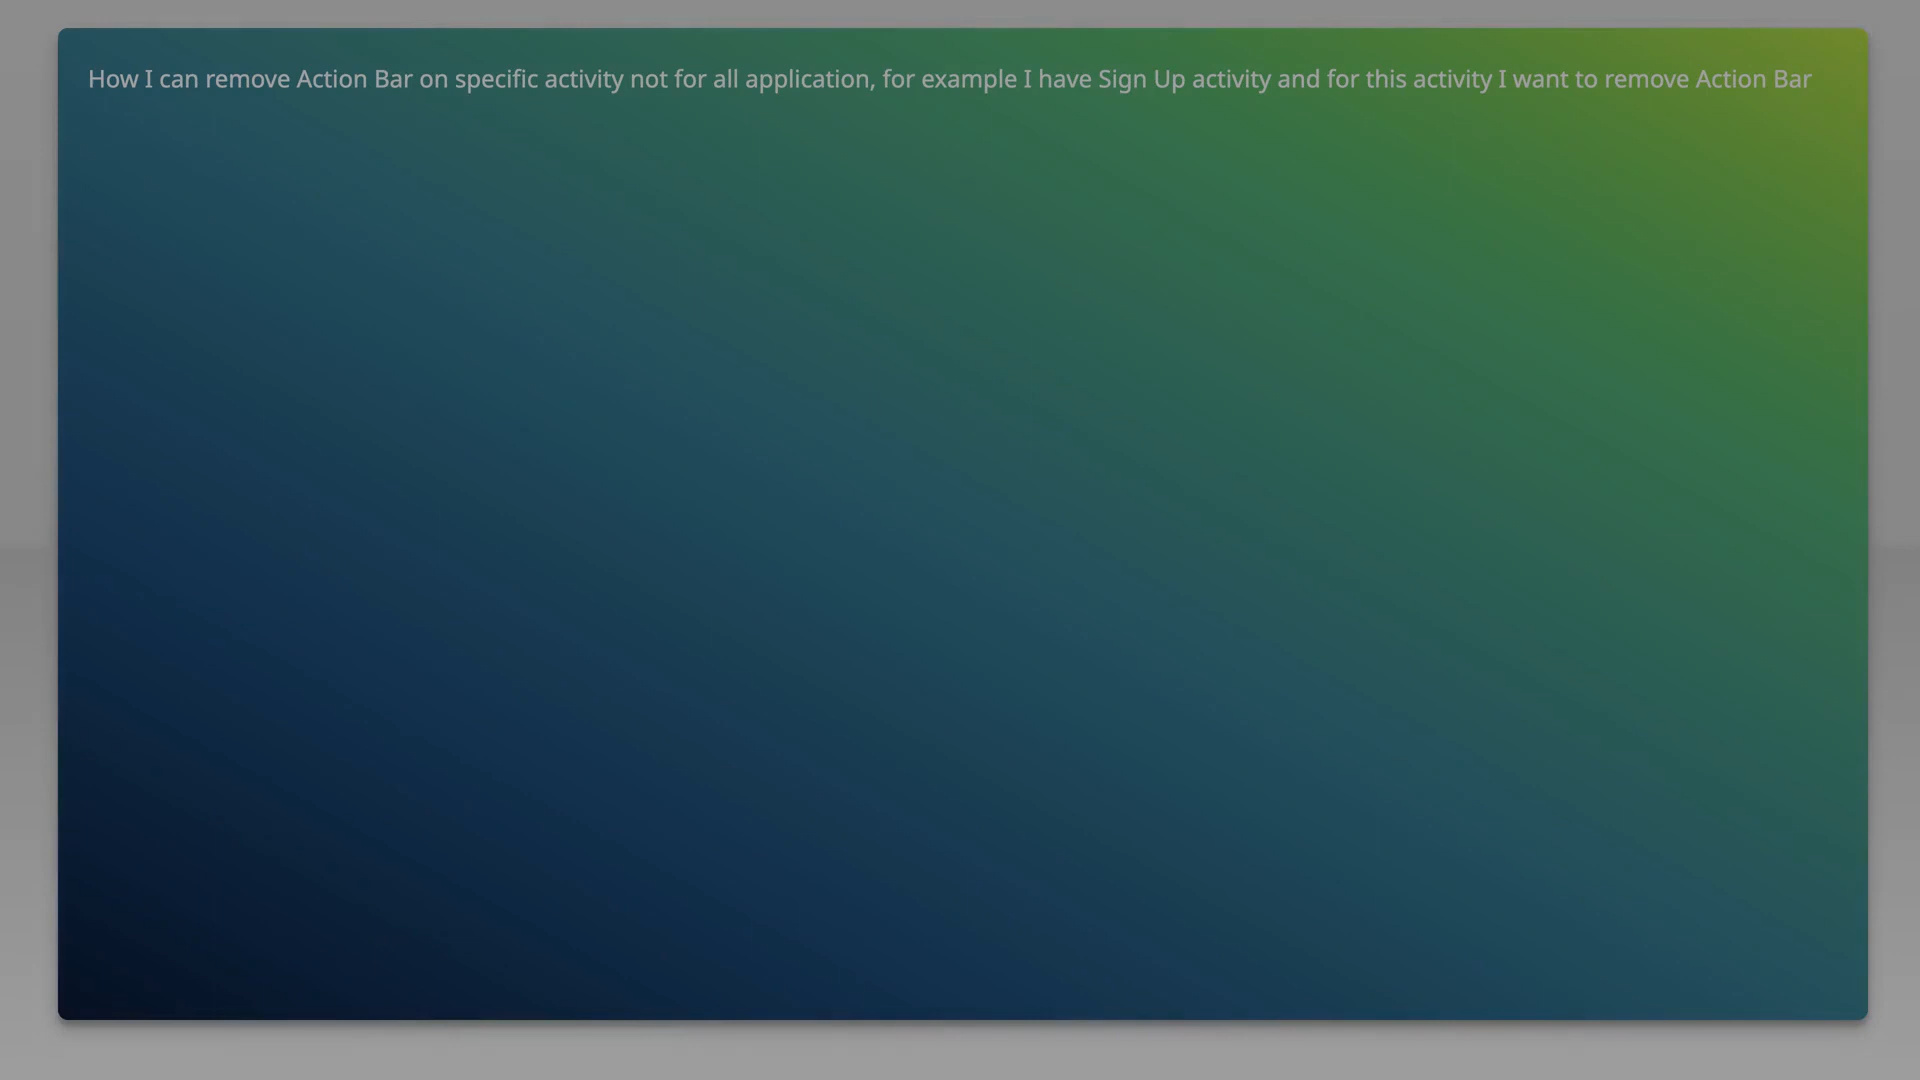 How I can remove Action Bar on specific activity not for all application, for example I have Sign Up activity and for this activity I want to remove Action Bar